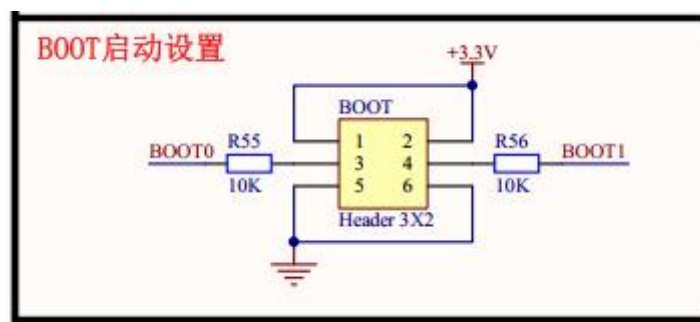 BOOT启动设置
+3.3V
BOOT
BOOT0 R55 1 2 R56 BOOT1
10K 3 4 10K
5 6
Header 3X2